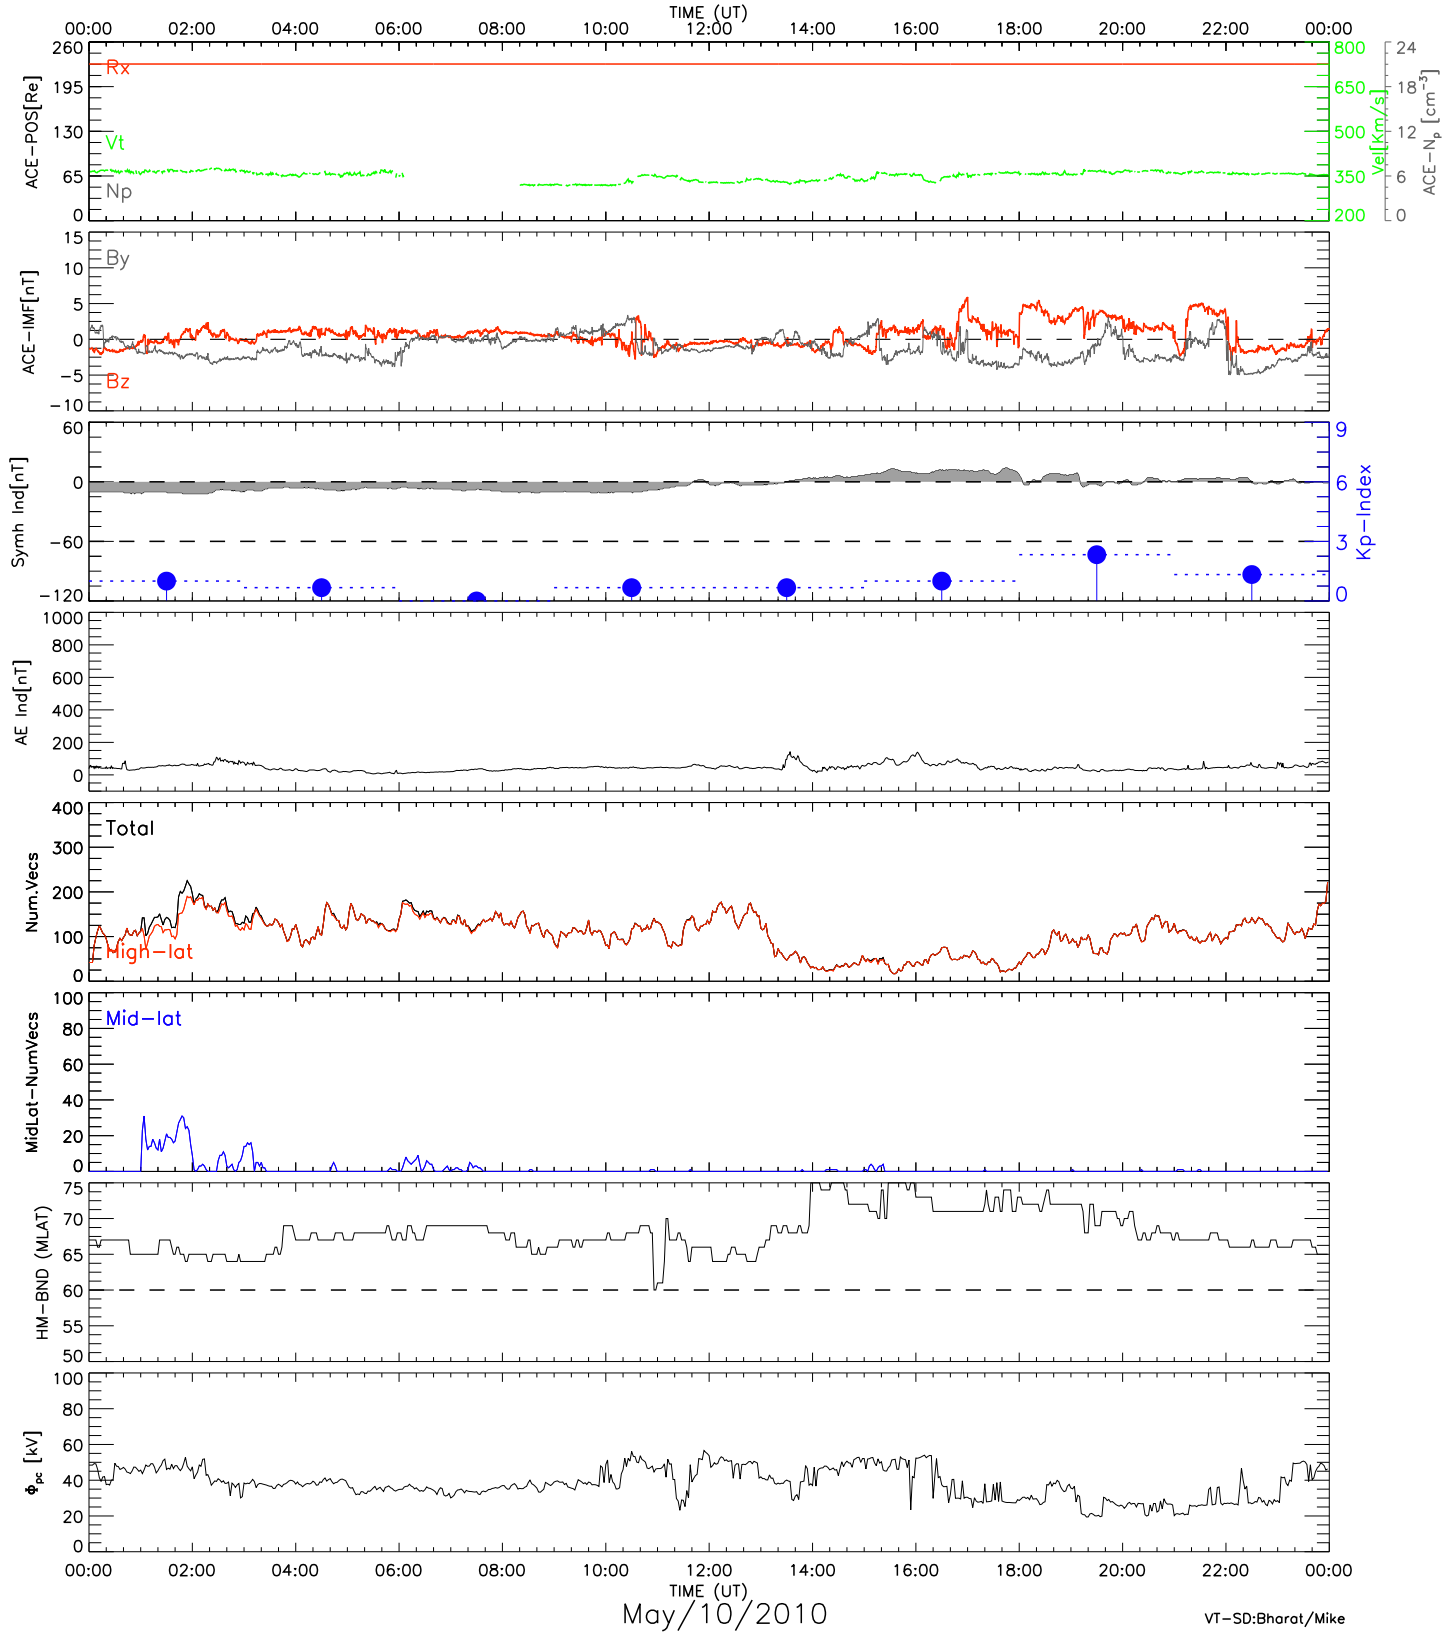 TIME (UT)
00:00 02:00 04:00 06:00 08:00 10:00 12:00 14:00 16:00 18:00 20:00 22:00 00:00
ACE-POS[Re]
260
195
130
65
0
Rx
Vt
Np
800
650
500
350
200
Vel[Km/s]
24
18
12
6
0
ACE-Np [cm-3]
ACE-IMF[nT]
15
10
5
0
-5
-10
By
Bz
Symh Ind[nT]
60
0
-60
-120
9
6
3
0
Kp-Index
AE Ind[nT]
1000
800
600
400
200
0
Num.Vecs
400
300
200
100
0
Total
High-lat
MidLat-NumVecs
100
80
60
40
20
0
Mid-lat
HM-BND (MLAT)
75
70
65
60
55
50
Φpc [kV]
100
80
60
40
20
0
00:00 02:00 04:00 06:00 08:00 10:00 12:00 14:00 16:00 18:00 20:00 22:00 00:00
TIME (UT)
May/10/2010
VT-SD:Bharat/Mike